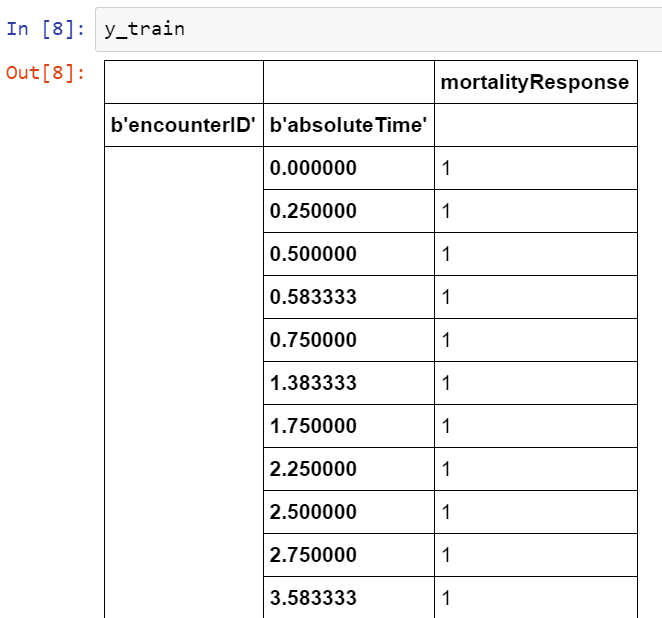 In [8]: y_train
Out[8]:
mortalityResponse
b'encounterID' b'absoluteTime'
0.000000 1
0.250000 1
0.500000 1
0.583333 1
0.750000 1
1.383333 1
1.750000 1
2.250000 1
2.500000 1
2.750000 1
3.583333 1